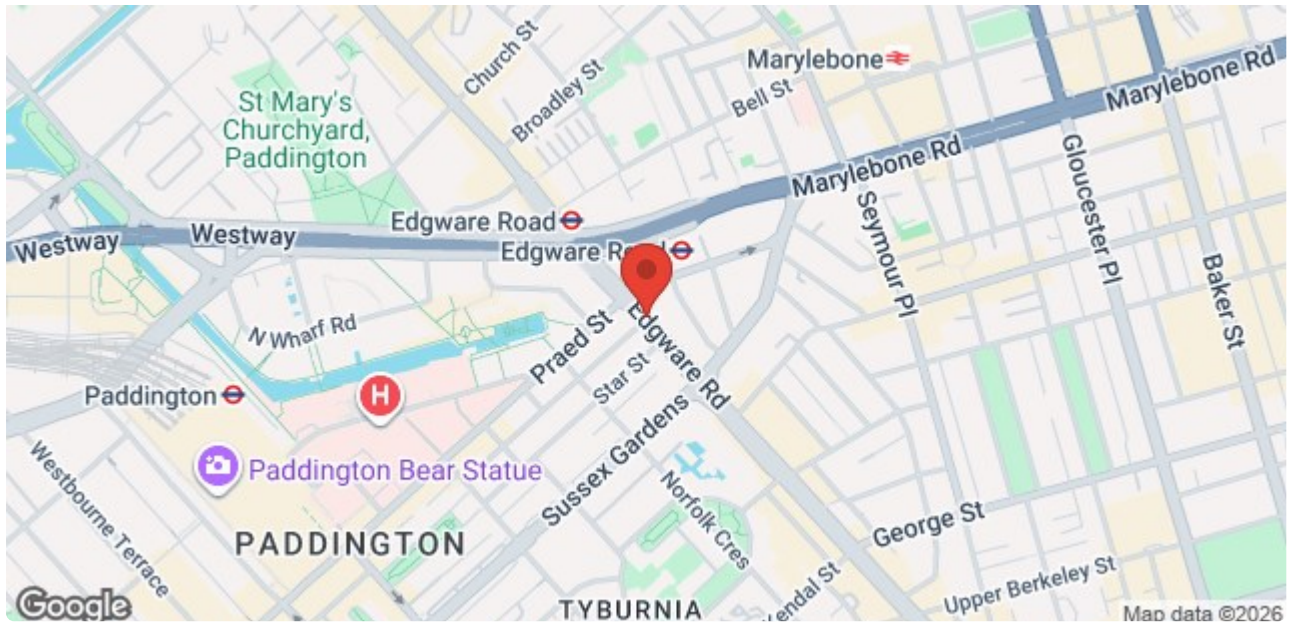 Church St
Broadley St
Marylebone
Bell St
Marylebone Rd
St Mary's
Churchyard,
Paddington
Marylebone Rd
Gloucester Pl
Seymour Pl
Edgware Road
Westway
Westway
Edgware
Baker St
N Wharf Rd
Praed St
Edgware Rd
Star St
Paddington
H
Sussex Gardens
Paddington Bear Statue
Westbourne Terrace
Norfolk Cres
George St
PADDINGTON
Kendal St
Upper Berkeley St
TYBURNIA
Google
Map data ©2026